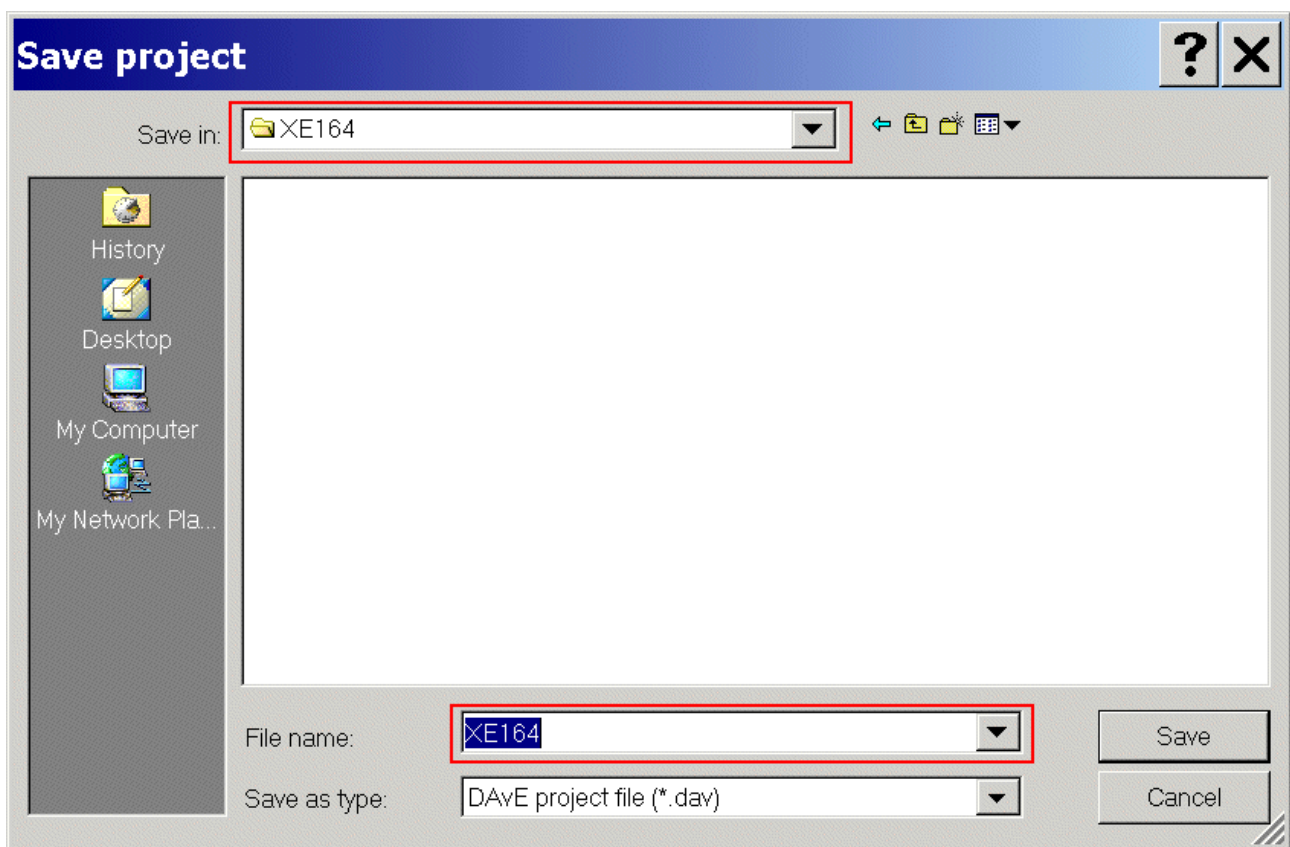 Save project
Save in: XE164
History
Desktop
My Computer
My Network Pla...
File name: XE164 Save
Save as type: DAvE project file (*.dav) Cancel